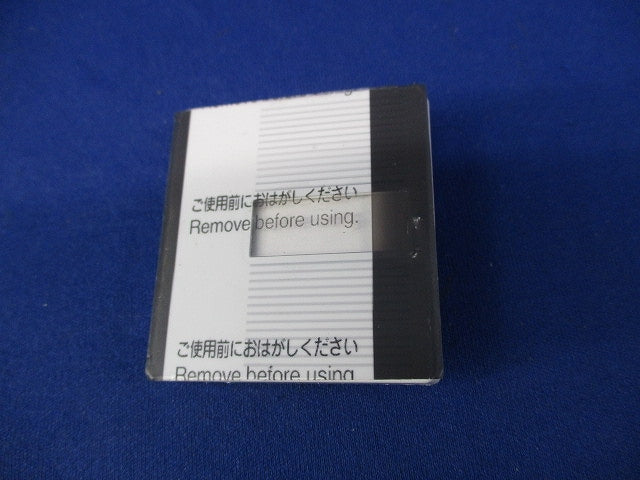 ご使用前におはがしください
Remove before using.
ご使用前におはがしください
Remove before using